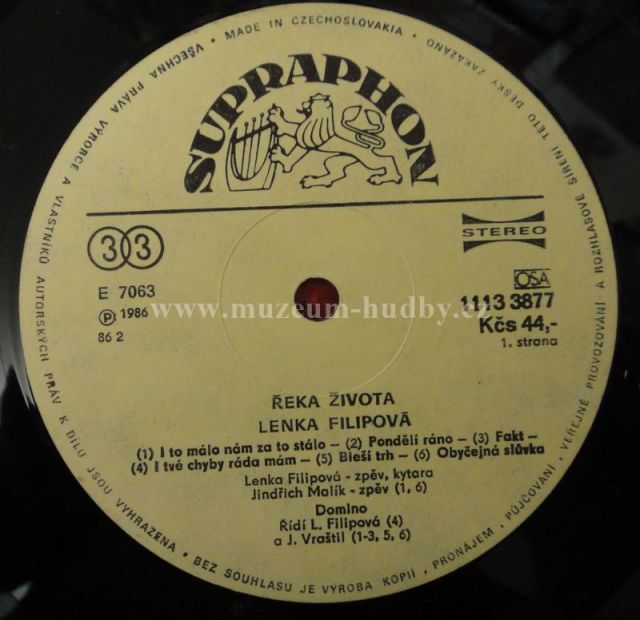 VŠECHNA PRÁVA VÝROBCE A VLASTNÍKŮ AUTORSKÝCH PRÁV K DÍLU JSOU VYHRAZENA • BEZ SOUHLASU JE VÝROBA KOPIÍ, PRONÁJEM, PŮJČOVÁNÍ, VEŘEJNÉ PROVOZOVÁNÍ A ROZHLASOVÉ ŠÍŘENÍ TÉTO DESKY ZAKÁZÁNO • MADE IN CZECHOSLOVAKIA •
SUPRAPHON
33
STEREO
E 7063
Ⓟ 1986
86 2
OSA
1113 3877
Kčs 44,-
1. strana
www.muzeum-hudby.cz
ŘEKA ŽIVOTA
LENKA FILIPOVÁ
(1) I to málo nám za to stálo – (2) Pondělí ráno – (3) Fakt –
(4) I tvé chyby ráda mám – (5) Bleší trh – (6) Obyčejná slůvka
Lenka Filipová - zpěv, kytara
Jindřich Malík - zpěv (1, 6)
Domino
Řídí L. Filipová (4)
a J. Vraštil (1-3, 5, 6)